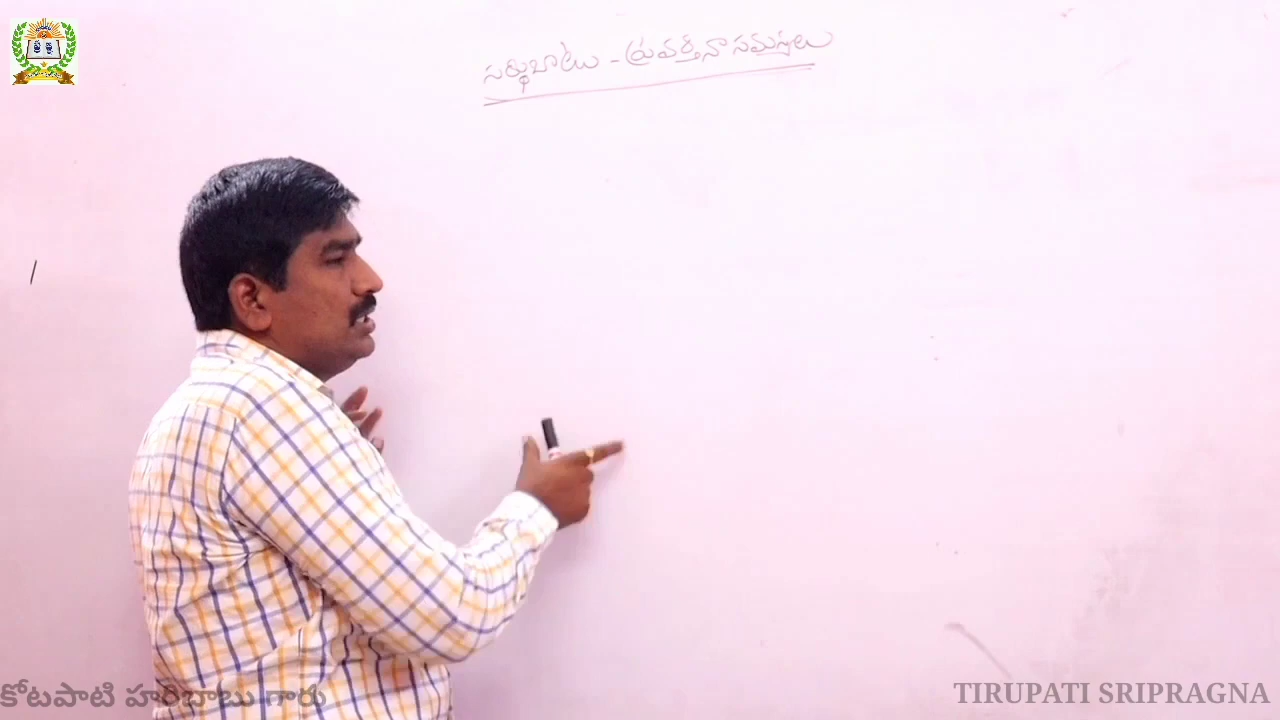 సర్దుబాటు - ప్రవర్తనా సమస్యలు
కోటపాటి హరిబాబు గారు
TIRUPATI SRIPRAGNA